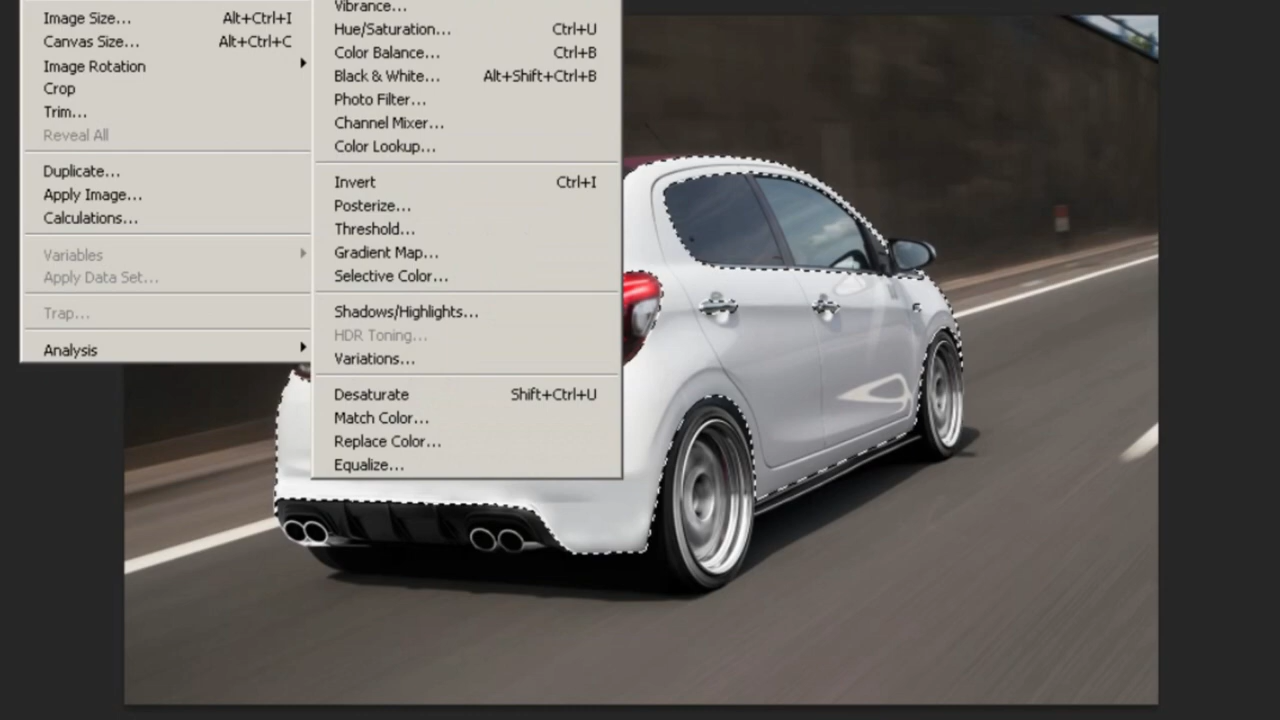 Image Size... Alt+Ctrl+I
Canvas Size... Alt+Ctrl+C
Image Rotation
Crop
Trim...
Reveal All
Duplicate...
Apply Image...
Calculations...
Variables
Apply Data Set...
Trap...
Analysis
Vibrance...
Hue/Saturation... Ctrl+U
Color Balance... Ctrl+B
Black & White... Alt+Shift+Ctrl+B
Photo Filter...
Channel Mixer...
Color Lookup...
Invert Ctrl+I
Posterize...
Threshold...
Gradient Map...
Selective Color...
Shadows/Highlights...
HDR Toning...
Variations...
Desaturate Shift+Ctrl+U
Match Color...
Replace Color...
Equalize...